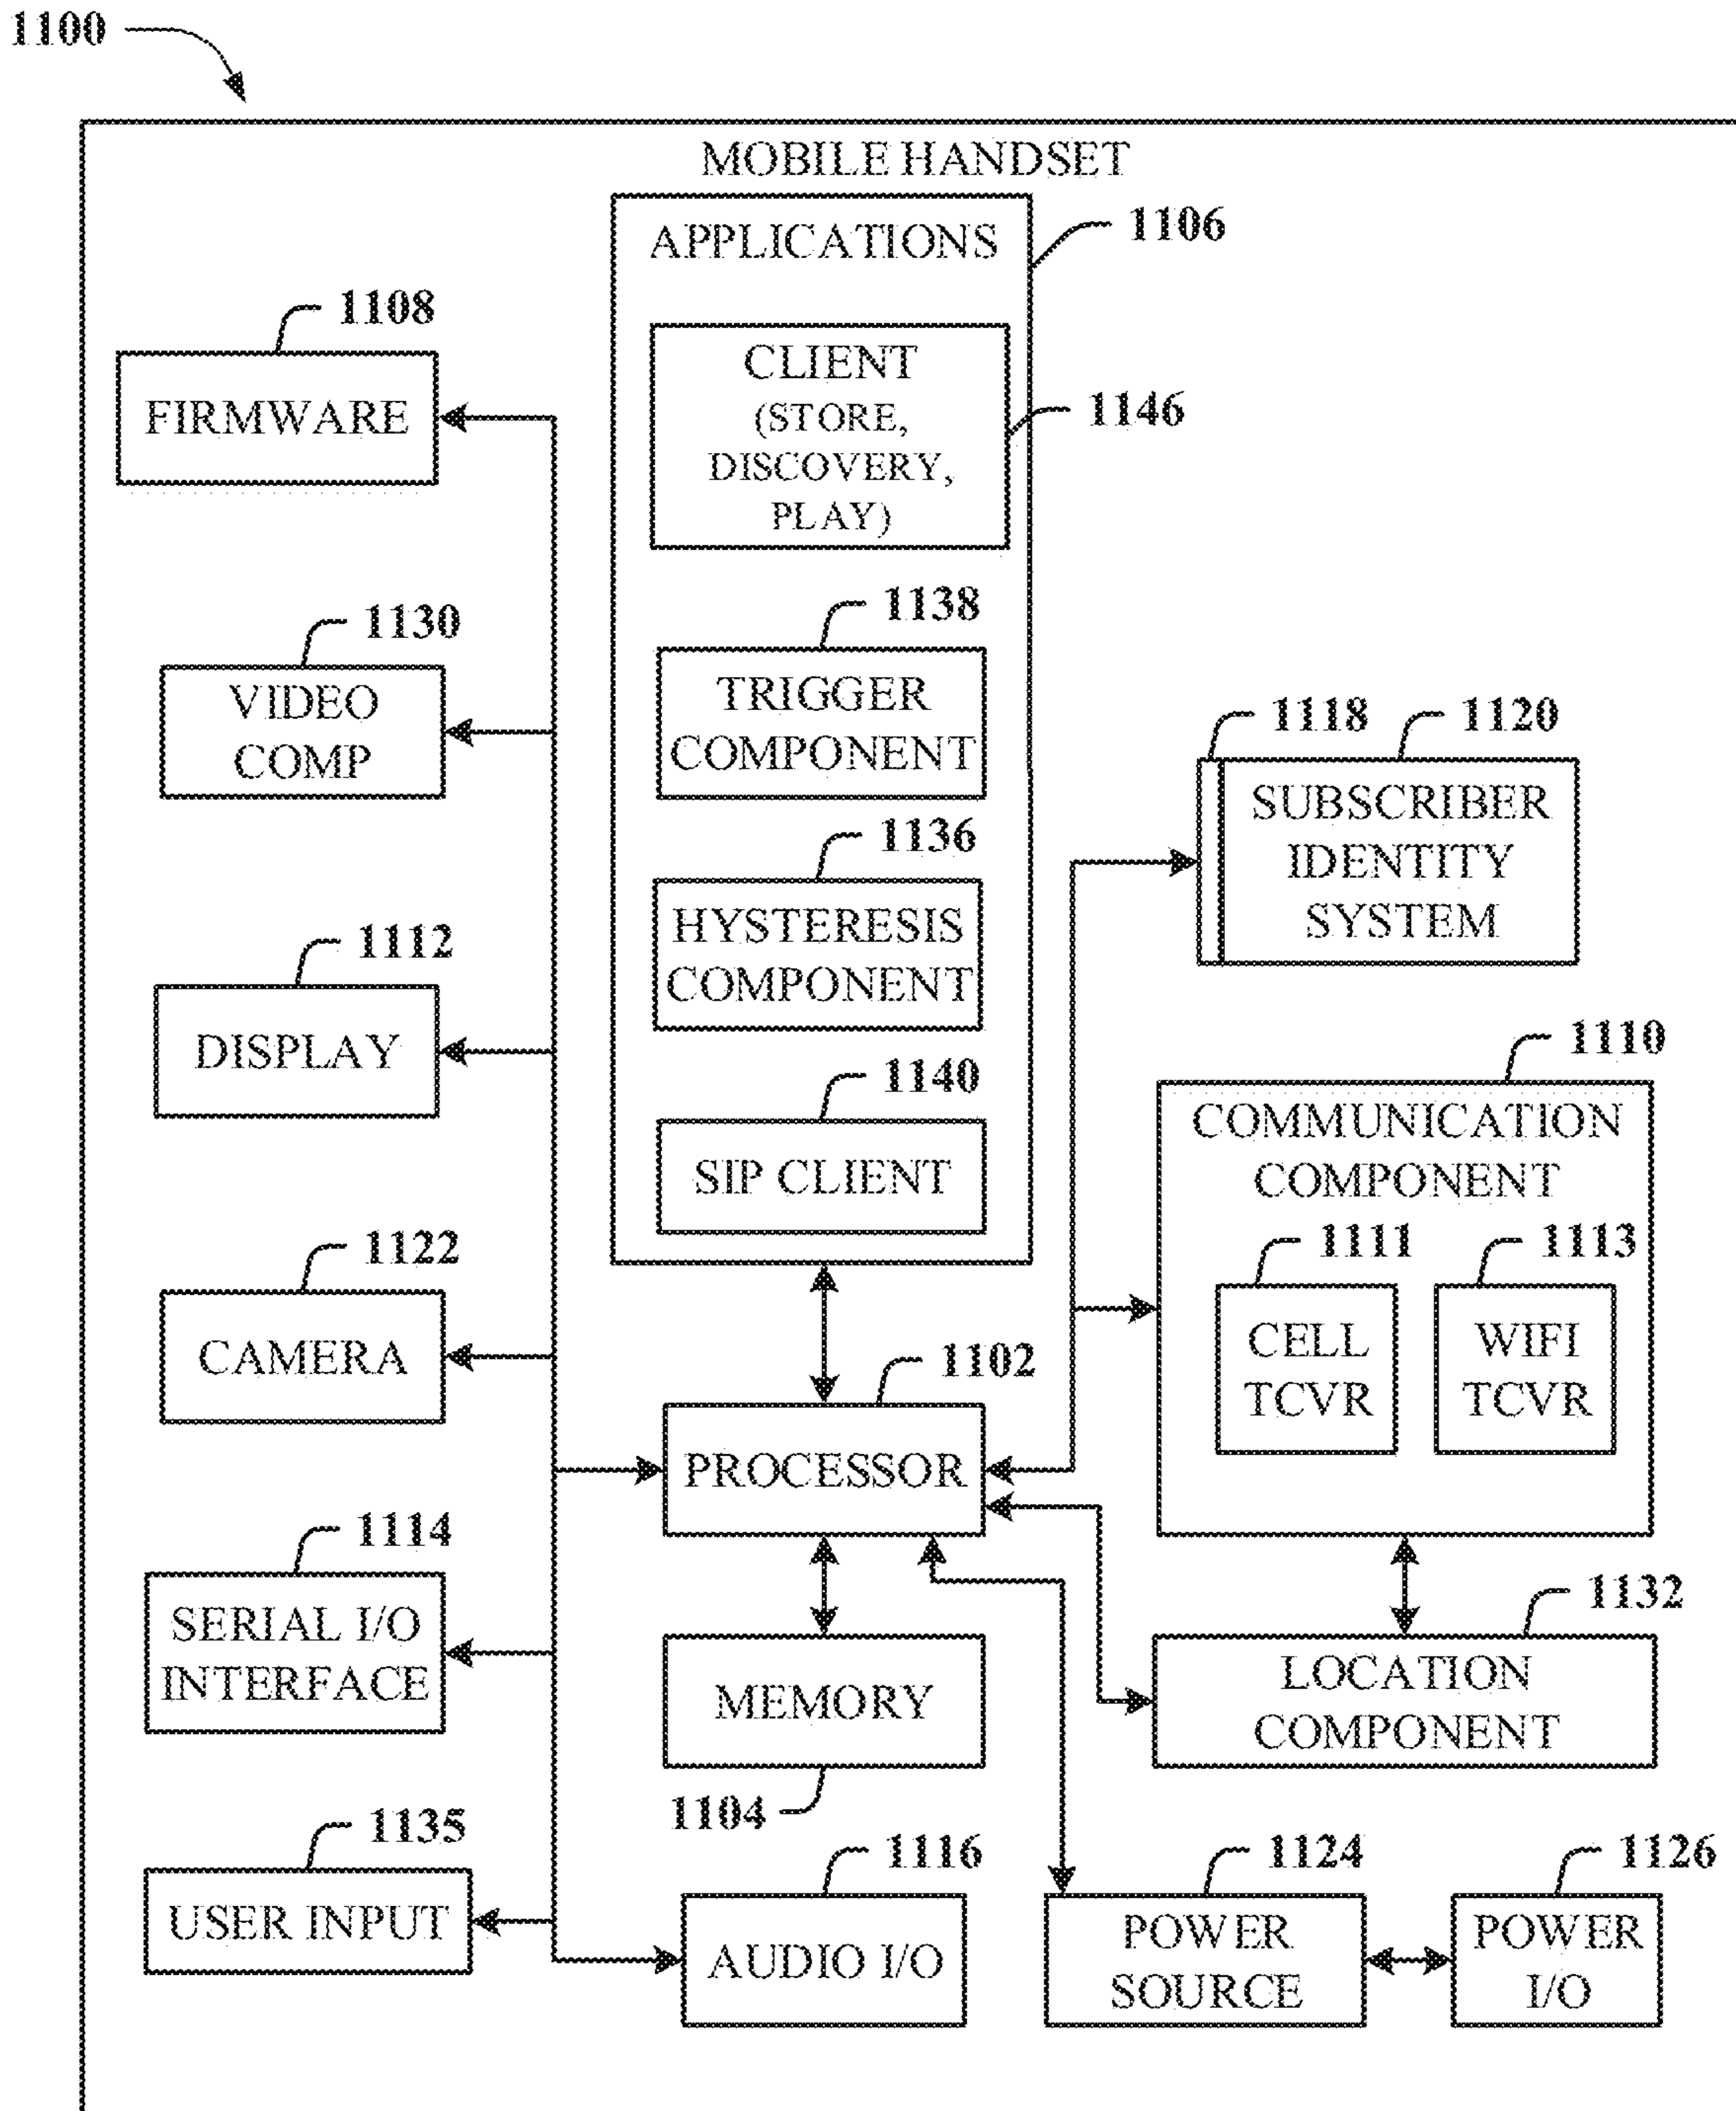 1100
MOBILE HANDSET
APPLICATIONS
1106
CLIENT
(STORE,
DISCOVERY,
PLAY)
1146
1138
TRIGGER
COMPONENT
1136
HYSTERESIS
COMPONENT
1140
SIP CLIENT
1108
FIRMWARE
1130
VIDEO
COMP
1112
DISPLAY
1122
CAMERA
1114
SERIAL I/O
INTERFACE
1135
USER INPUT
1102
PROCESSOR
MEMORY
1104
1116
AUDIO I/O
1118
1120
SUBSCRIBER
IDENTITY
SYSTEM
1110
COMMUNICATION
COMPONENT
1111
CELL
TCVR
1113
WIFI
TCVR
1132
LOCATION
COMPONENT
1124
POWER
SOURCE
1126
POWER
I/O